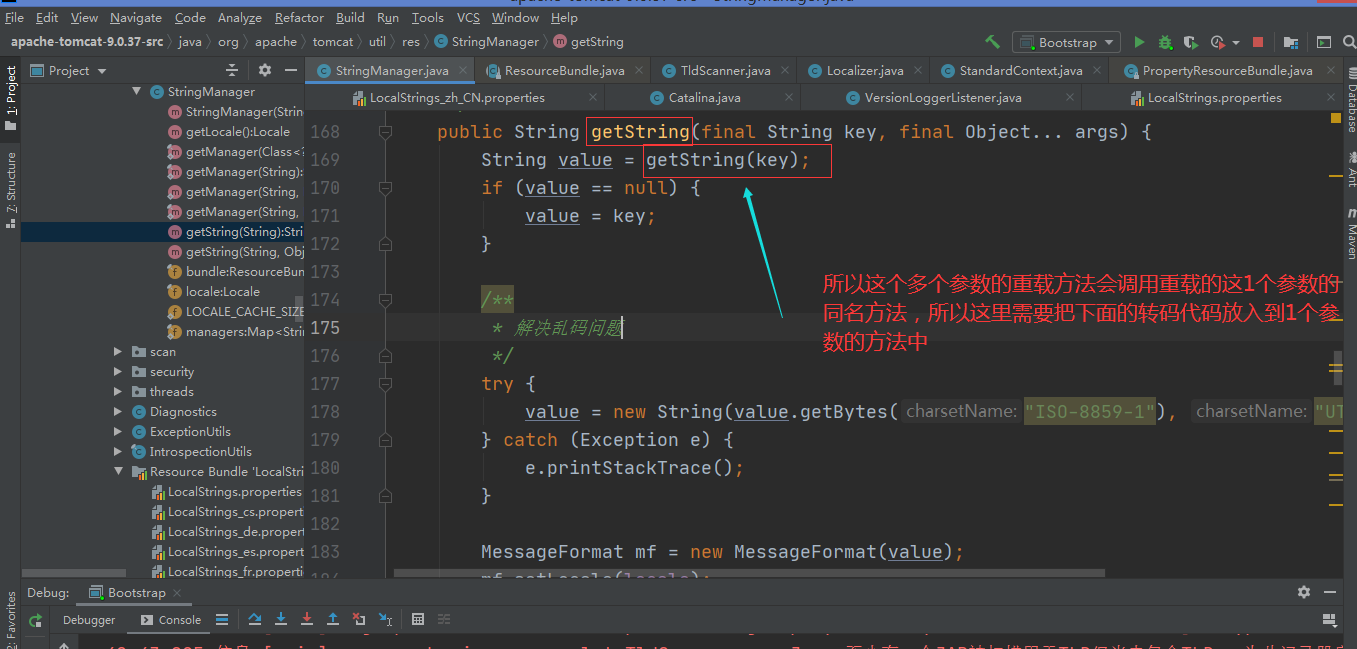 File Edit View Navigate Code Analyze Refactor Build Run Tools VCS Window Help
apache-tomcat-9.0.37-src java org apache tomcat util res StringManager getString Bootstrap
Project StringManager.java ResourceBundle.java TldScanner.java Localizer.java StandardContext.java PropertyResourceBundle.java
LocalStrings_zh_CN.properties Catalina.java VersionLoggerListener.java LocalStrings.properties
1: Project
7: Structure
2: Favorites
StringManager
StringManager(Strin
getLocale():Locale
getManager(Class<?
getManager(String):
getManager(String,
getManager(String,
getString(String):Stri
getString(String, Obj
bundle:ResourceBun
locale:Locale
LOCALE_CACHE_SIZE
managers:Map<Strin
scan
security
threads
Diagnostics
ExceptionUtils
IntrospectionUtils
Resource Bundle 'LocalStri
LocalStrings.properties
LocalStrings_cs.propert
LocalStrings_de.propert
LocalStrings_es.propert
LocalStrings_fr.properti
168 public String getString(final String key, final Object... args) {
169 String value = getString(key);
170 if (value == null) {
171 value = key;
172 }
173
174 /**
175 * 解决乱码问题
176 */
177 try {
178 value = new String(value.getBytes( charsetName: "ISO-8859-1"), charsetName: "UT
179 } catch (Exception e) {
180 e.printStackTrace();
181 }
182
183 MessageFormat mf = new MessageFormat(value);
所以这个多个参数的重载方法会调用重载的这1个参数的
同名方法，所以这里需要把下面的转码代码放入到1个参
数的方法中
Database
Ant
Maven
Debug: Bootstrap
Debugger Console